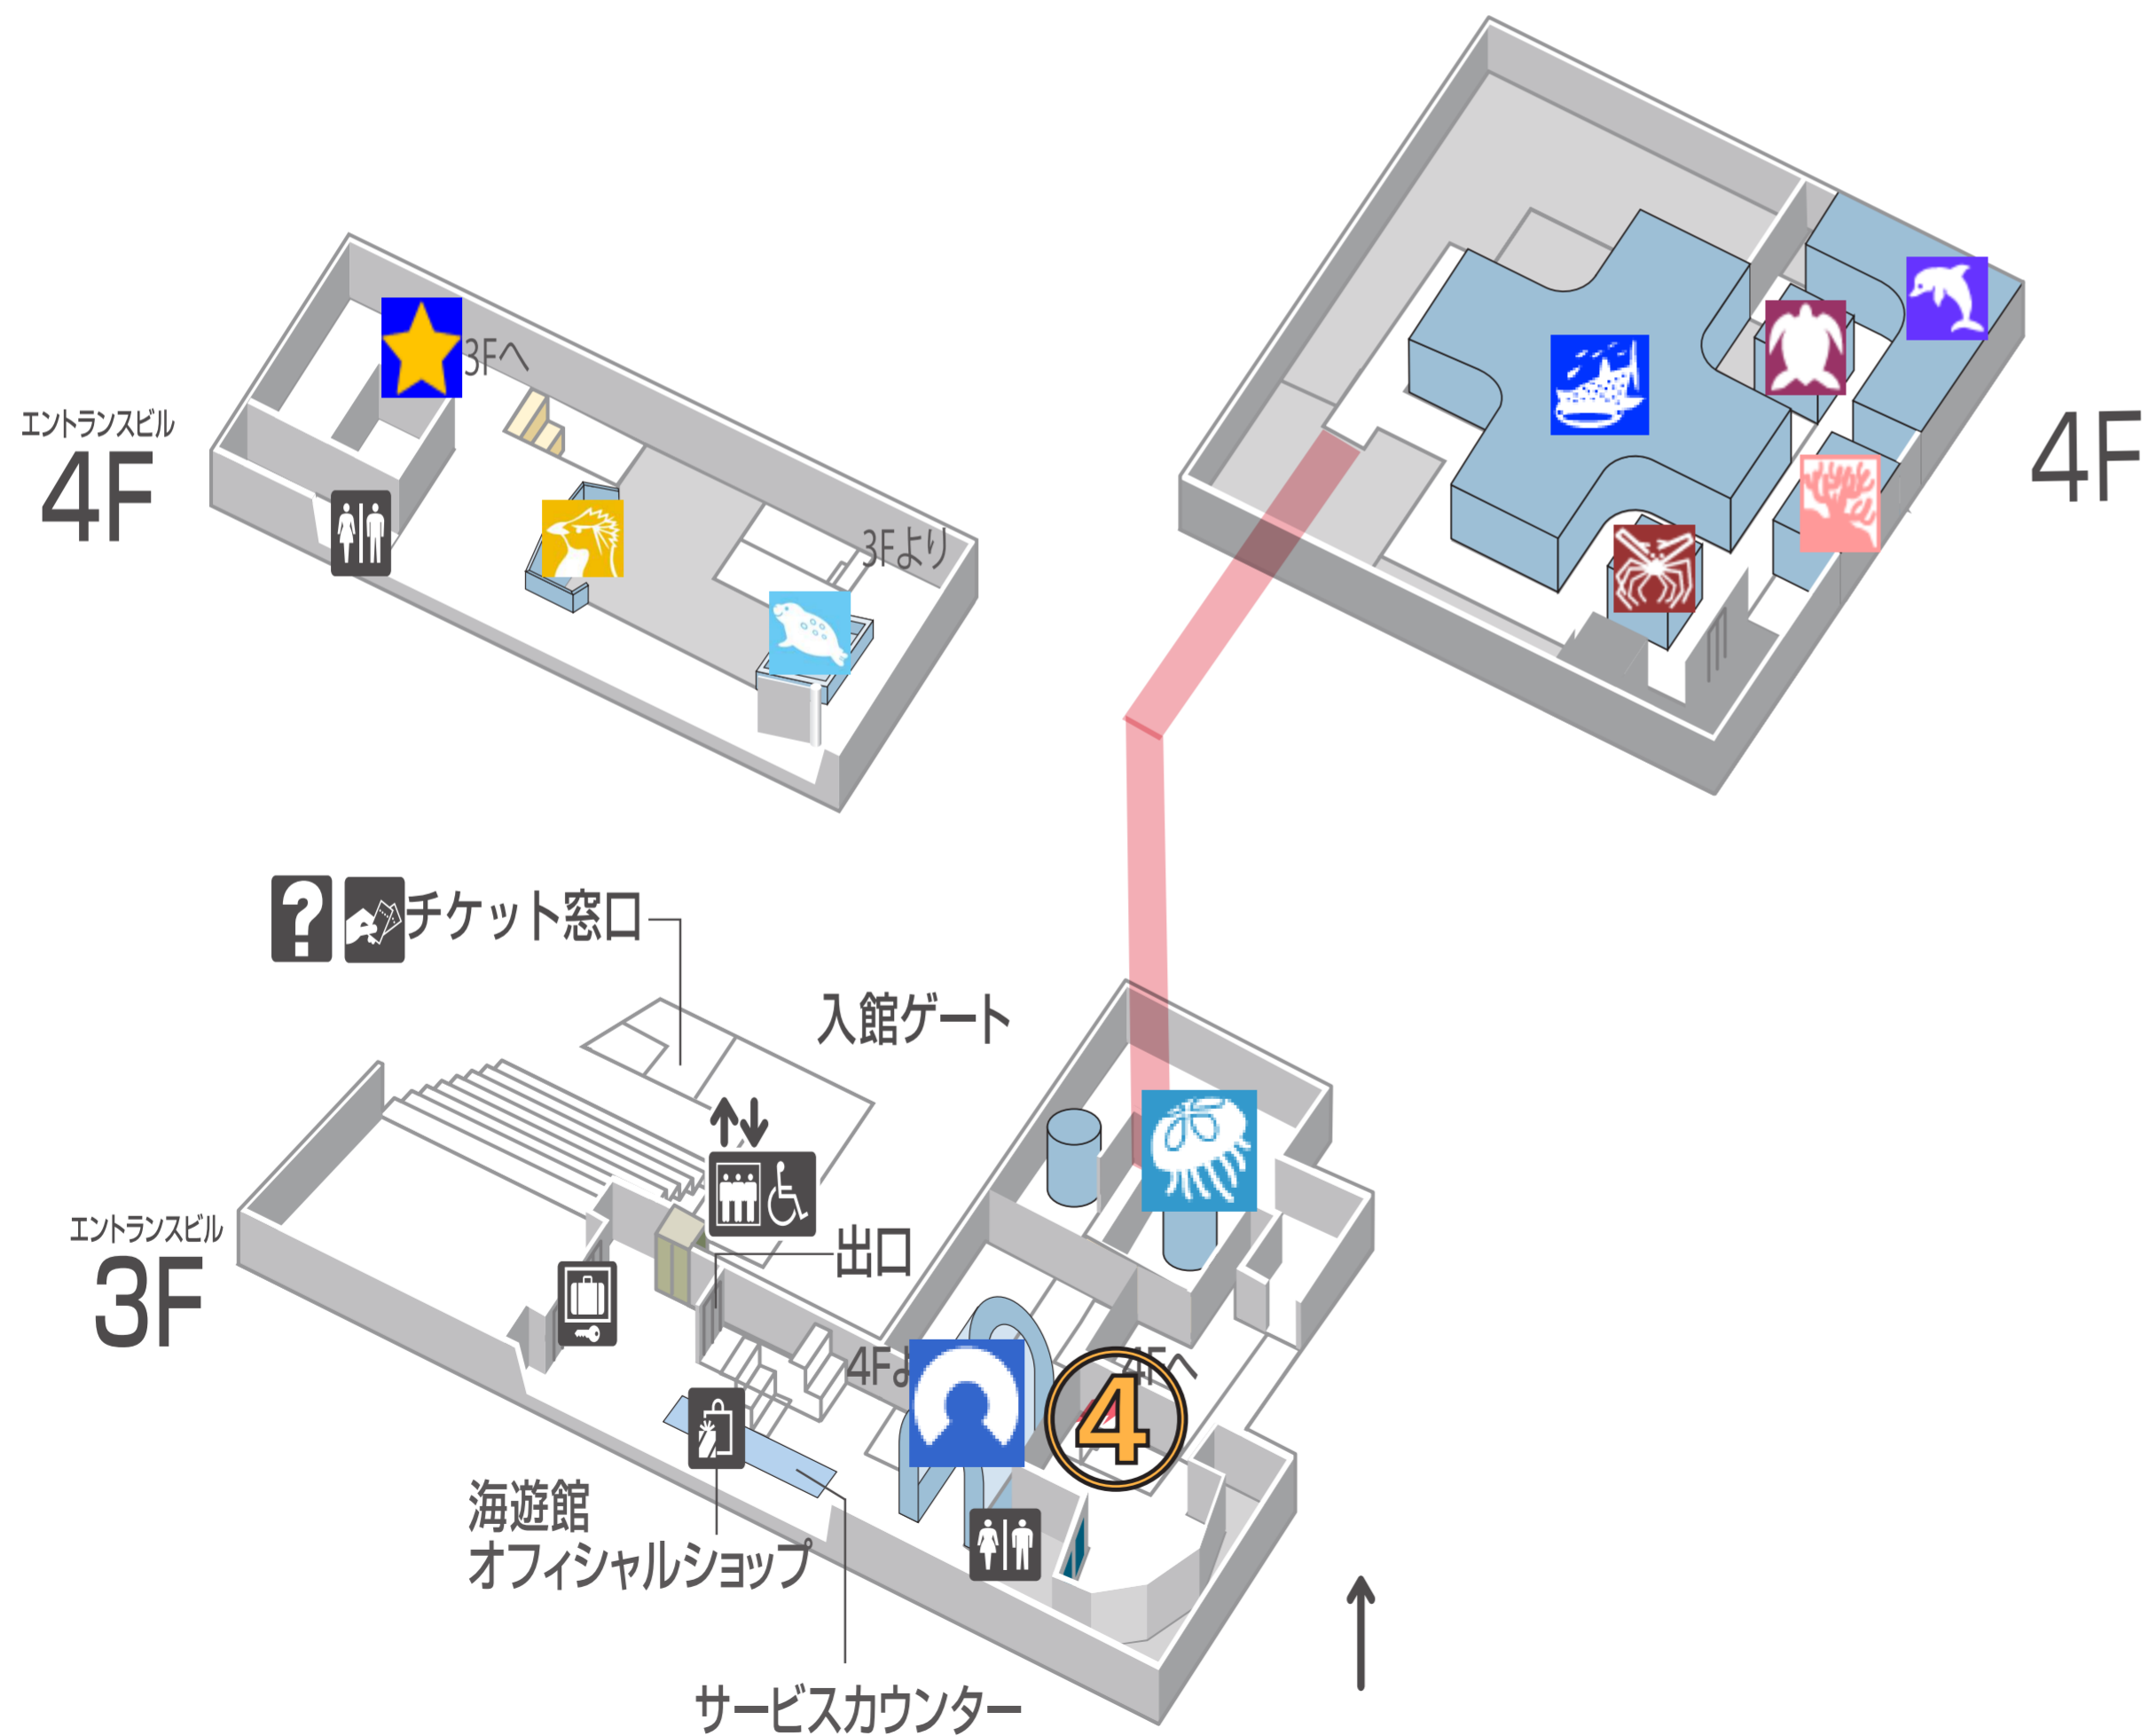 3Fへ
エントランスビル
4F
4F
3Fより
?
チケット窓口
入館ゲート
エントランスビル
3F
出口
4Fよ
4
4Fへ
海遊館
オフィシャルショップ
サービスカウンター